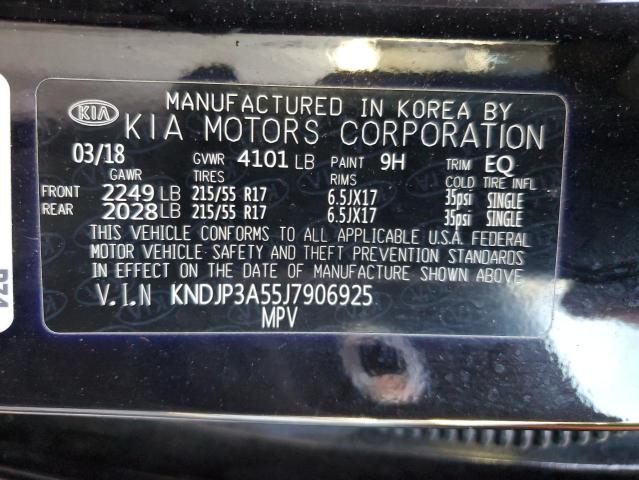 KIA
MANUFACTURED IN KOREA BY
KIA MOTORS CORPORATION
03/18 GVWR 4101 LB PAINT 9H TRIM EQ
GAWR TIRES RIMS COLD TIRE INFL
FRONT 2249 LB 215/55 R17 6.5JX17 35psi SINGLE
REAR 2028 LB 215/55 R17 6.5JX17 35psi SINGLE
THIS VEHICLE CONFORMS TO ALL APPLICABLE U.S.A. FEDERAL
MOTOR VEHICLE SAFETY AND THEFT PREVENTION STANDARDS
IN EFFECT ON THE DATE OF MANUFACTURE SHOWN ABOVE
V.I.N KNDJP3A55J7906925
MPV